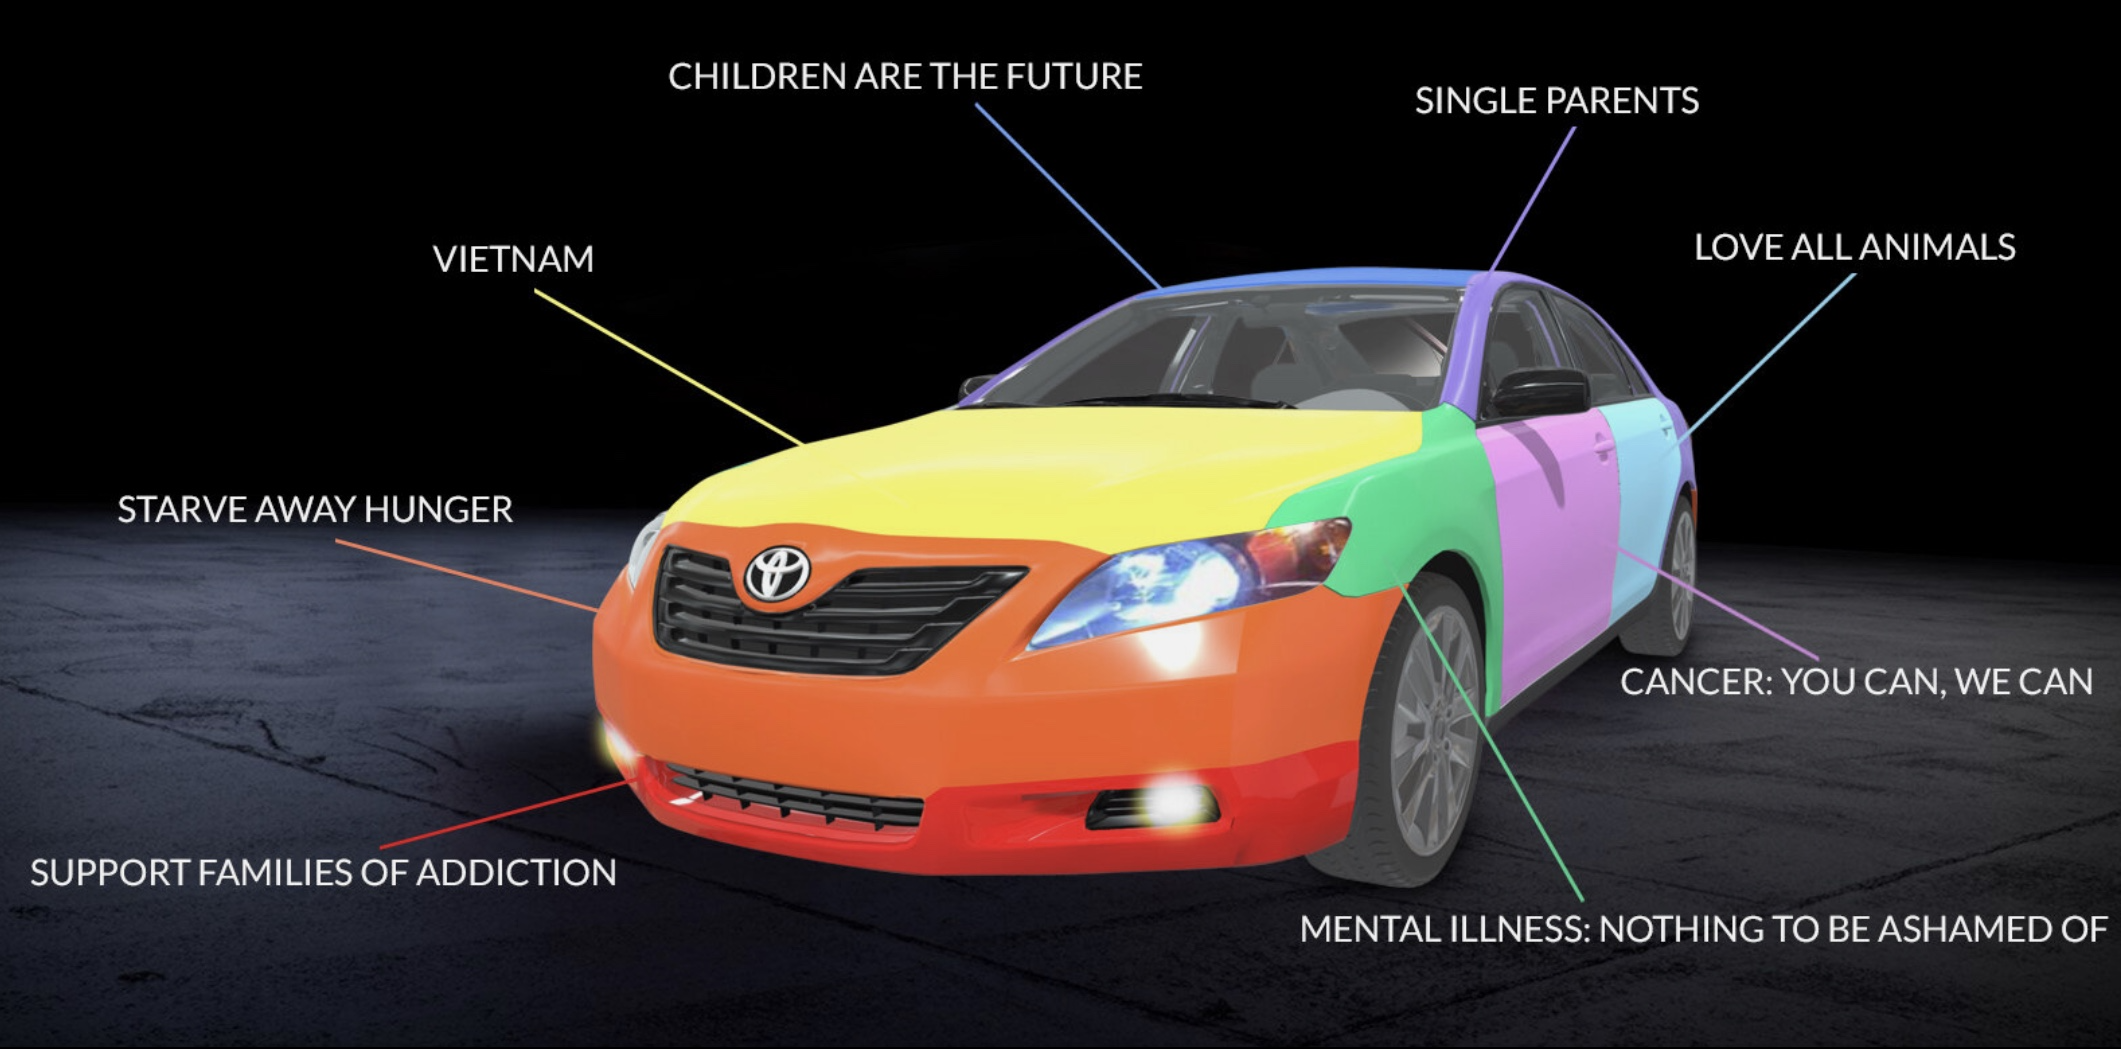 CHILDREN ARE THE FUTURE
SINGLE PARENTS
VIETNAM
LOVE ALL ANIMALS
STARVE AWAY HUNGER
CANCER: YOU CAN, WE CAN
SUPPORT FAMILIES OF ADDICTION
MENTAL ILLNESS: NOTHING TO BE ASHAMED OF